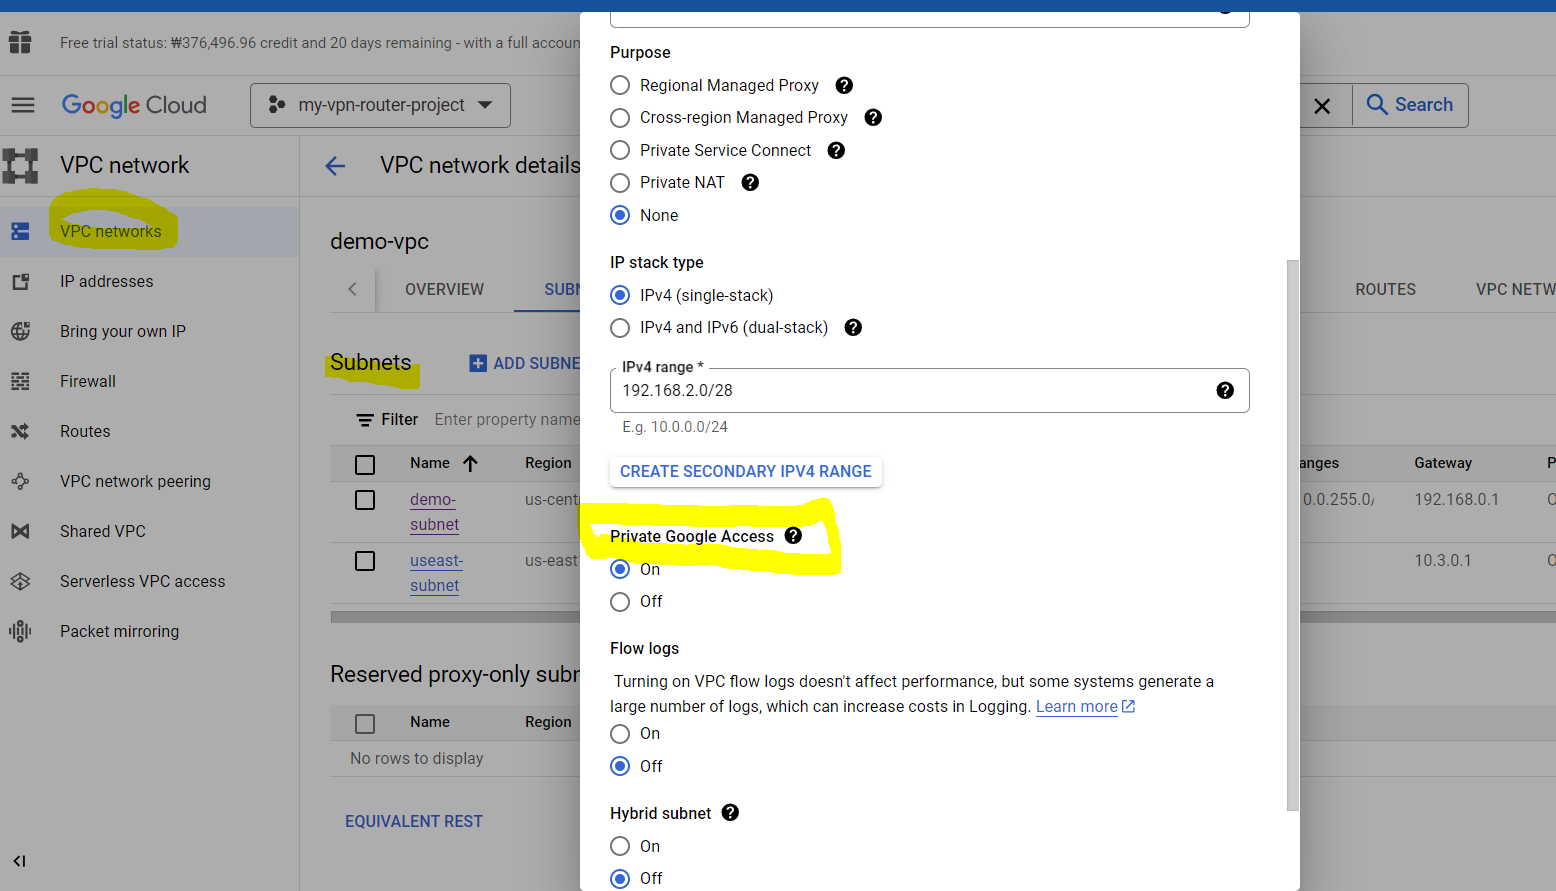 Free trial status: ₩376,496.96 credit and 20 days remaining - with a full accoun
Google Cloud
my-vpn-router-project
Search
VPC network
VPC networks
IP addresses
Bring your own IP
Firewall
Routes
VPC network peering
Shared VPC
Serverless VPC access
Packet mirroring
VPC network details
demo-vpc
OVERVIEW
SUBN
ROUTES
VPC NETW
Subnets
ADD SUBNE
Filter
Enter property name
Name
Region
anges
Gateway
P
demo-
subnet
us-centr
0.0.255.0/
192.168.0.1
useast-
subnet
us-east
10.3.0.1
Reserved proxy-only subn
Name
Region
No rows to display
EQUIVALENT REST
Purpose
Regional Managed Proxy
Cross-region Managed Proxy
Private Service Connect
Private NAT
None
IP stack type
IPv4 (single-stack)
IPv4 and IPv6 (dual-stack)
IPv4 range *
192.168.2.0/28
E.g. 10.0.0.0/24
CREATE SECONDARY IPV4 RANGE
Private Google Access
On
Off
Flow logs
Turning on VPC flow logs doesn't affect performance, but some systems generate a
large number of logs, which can increase costs in Logging. Learn more
On
Off
Hybrid subnet
On
Off